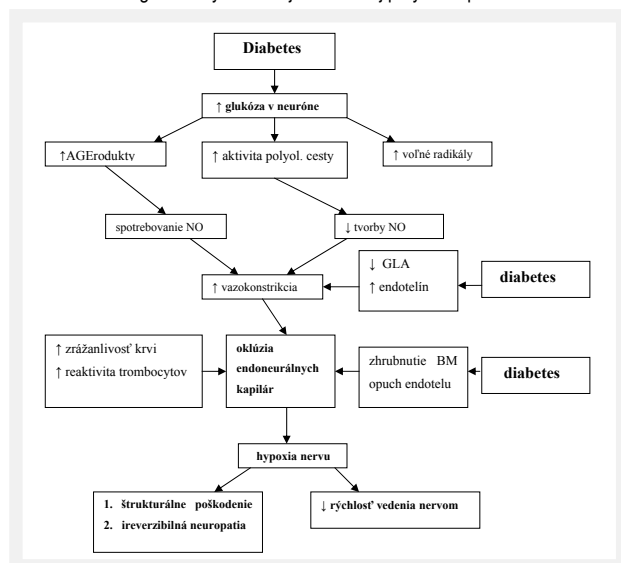 Diabetes
↑ glukóza v neuróne
↑AGErodukty
↑ aktivita polyol. cesty
↑ voľné radikály
spotrebovanie NO
↓ tvorby NO
↓ GLA
↑ endotelín
diabetes
↑ vazokonstrikcia
↑ zrážanlivosť krvi
↑ reaktivita trombocytov
oklúzia
endoneurálnych
kapilár
zhrubnutie BM
opuch endotelu
diabetes
hypoxia nervu
1. štrukturálne poškodenie
2. ireverzibilná neuropatia
↓ rýchlosť vedenia nervom